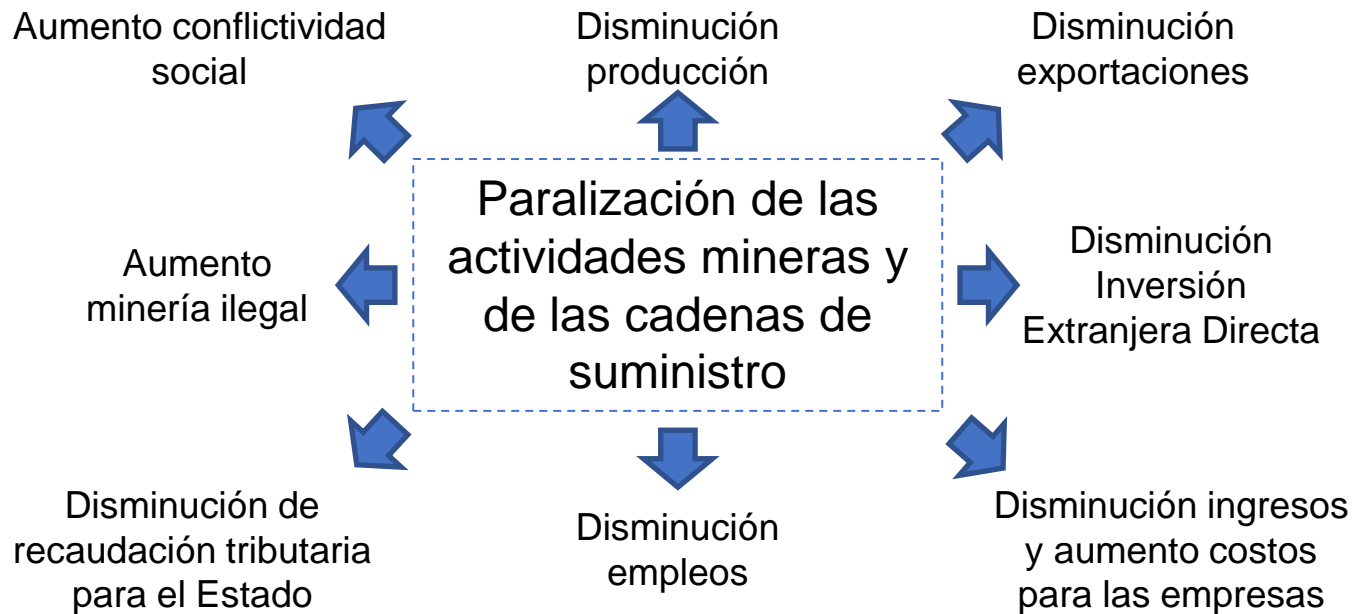 Aumento conflictividad
social
Disminución
producción
Disminución
exportaciones
Paralización de las
actividades mineras y
de las cadenas de
suministro
Aumento
minería ilegal
Disminución
Inversión
Extranjera Directa
Disminución de
recaudación tributaria
para el Estado
Disminución
empleos
Disminución ingresos
y aumento costos
para las empresas